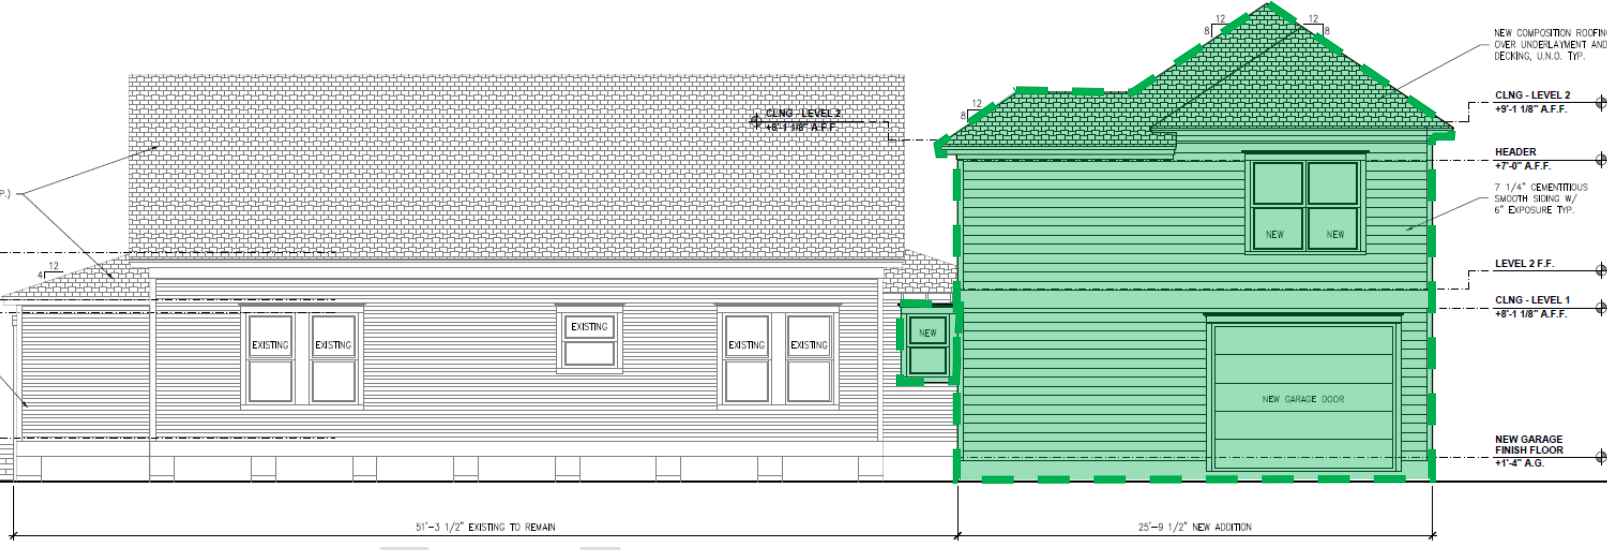 12
8
12
8
NEW COMPOSITION ROOFING
OVER UNDERLAYMENT AND
DECKING, U.N.O. TYP.
12
8
CLNG - LEVEL 2
+8'-1 1/8" A.F.F.
CLNG - LEVEL 2
+9'-1 1/8" A.F.F.
HEADER
+7'-0" A.F.F.
P.)
7 1/4" CEMENTITIOUS
SMOOTH SIDING W/
6" EXPOSURE TYP.
NEW NEW
12
4
LEVEL 2 F.F.
CLNG - LEVEL 1
+8'-1 1/8" A.F.F.
EXISTING EXISTING EXISTING EXISTING EXISTING NEW
NEW GARAGE DOOR
NEW GARAGE
FINISH FLOOR
+1'-4" A.G.
51'-3 1/2" EXISTING TO REMAIN
25'-9 1/2" NEW ADDITION